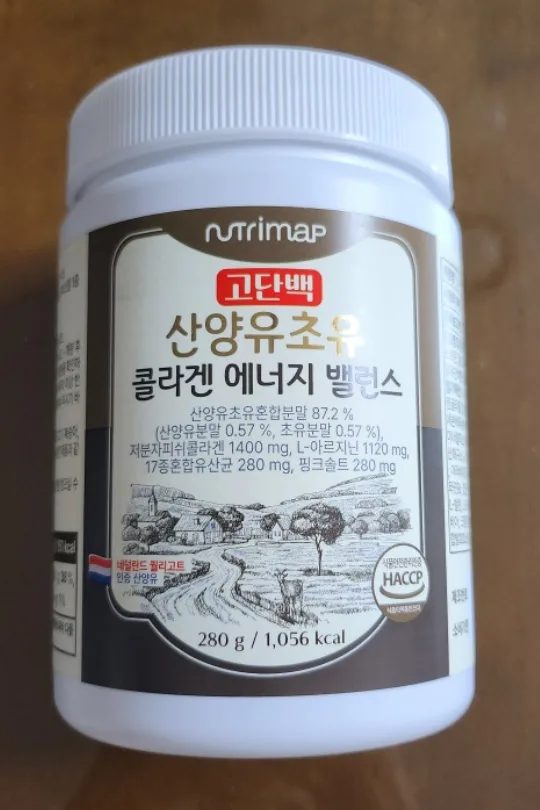 nutrimap
고단백
산양유초유
콜라겐 에너지 밸런스
산양유초유혼합분말 87.2 %
(산양유분말 0.57 %, 초유분말 0.57 %),
저분자피쉬콜라겐 1400 mg, L-아르지닌 1120 mg,
17종혼합유산균 280 mg, 핑크솔트 280 mg
네덜란드 퀄리고트
인증 산양유
HACCP
280 g / 1,056 kcal